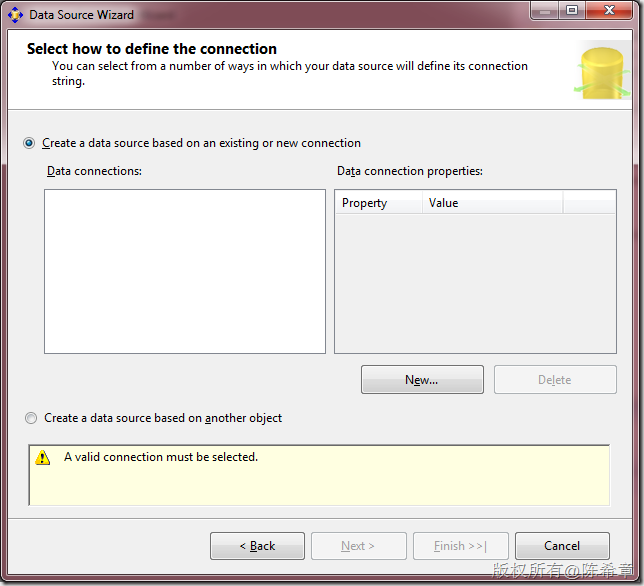 Data Source Wizard
Select how to define the connection
You can select from a number of ways in which your data source will define its connection
string.
Create a data source based on an existing or new connection
Data connections:
Data connection properties:
Property Value
New... Delete
Create a data source based on another object
A valid connection must be selected.
< Back Next > Finish >>| Cancel
版权所有@陈希章